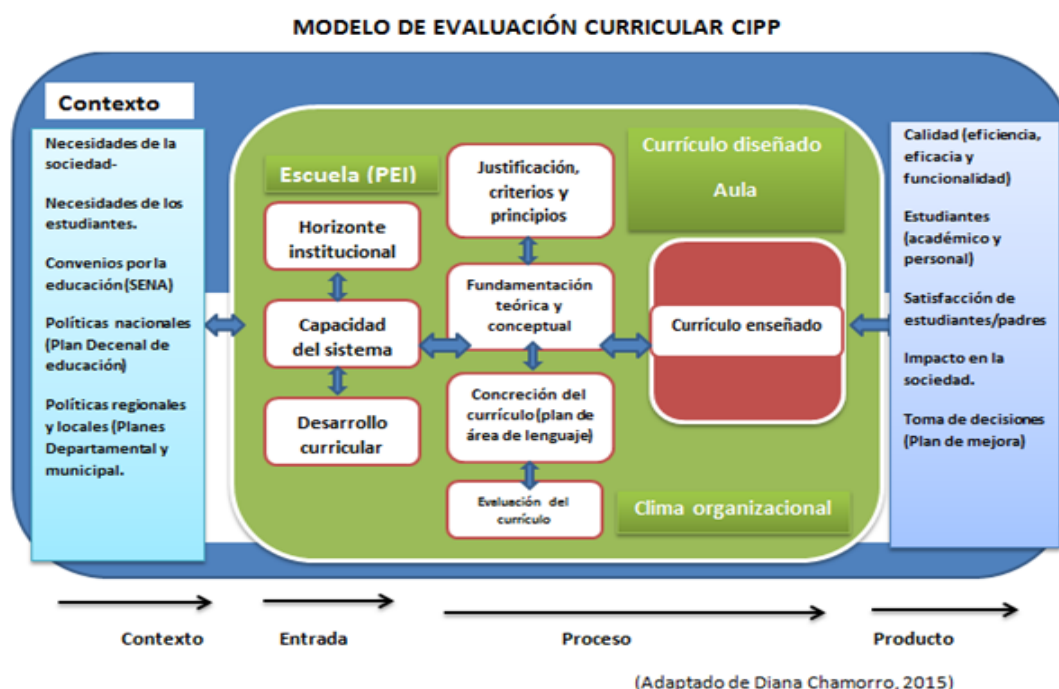 MODELO DE EVALUACIÓN CURRICULAR CIPP
Contexto
Necesidades de la
sociedad-
Necesidades de los
estudiantes.
Convenios por la
educación (SENA)
Políticas nacionales
(Plan Decenal de
educación)
Políticas regionales
y locales (Planes
Departamental y
municipal.
Escuela (PEI)
Horizonte
institucional
Capacidad
del sistema
Desarrollo
curricular
Justificación,
criterios y
principios
Fundamentación
teórica y
conceptual
Concreción del
currículo (plan de
área de lenguaje)
Evaluación del
currículo
Currículo diseñado
Aula
Currículo enseñado
Clima organizacional
Calidad (eficiencia,
eficacia y
funcionalidad)
Estudiantes
(académico y
personal)
Satisfacción de
estudiantes/padres
Impacto en la
sociedad.
Toma de decisiones
(Plan de mejora)
Contexto
Entrada
Proceso
Producto
(Adaptado de Diana Chamorro, 2015)